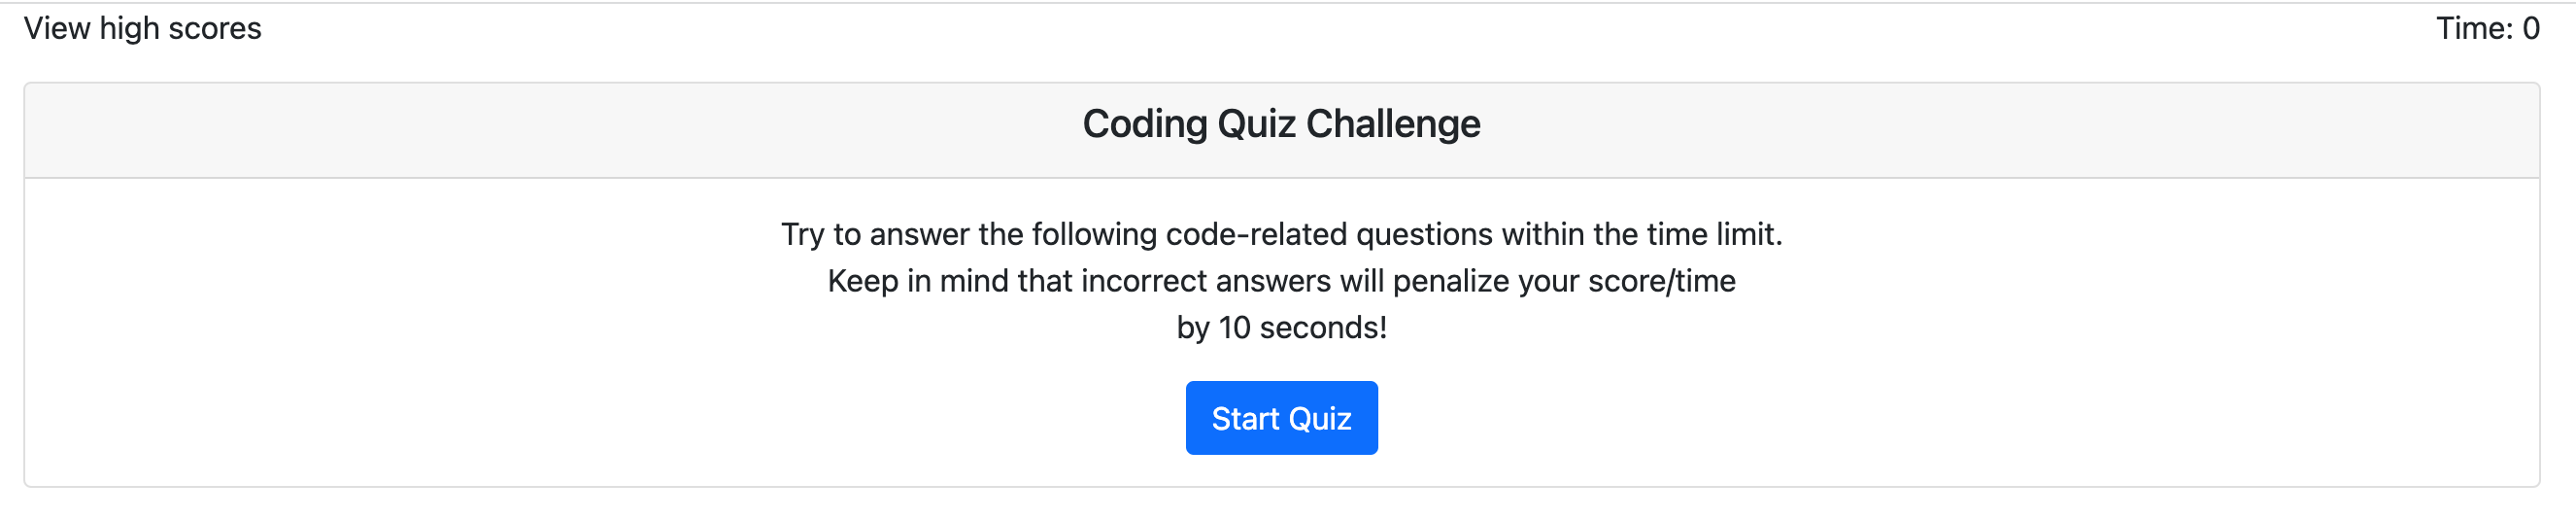 View high scores
Time: 0
Coding Quiz Challenge
Try to answer the following code-related questions within the time limit.
Keep in mind that incorrect answers will penalize your score/time
by 10 seconds!
Start Quiz